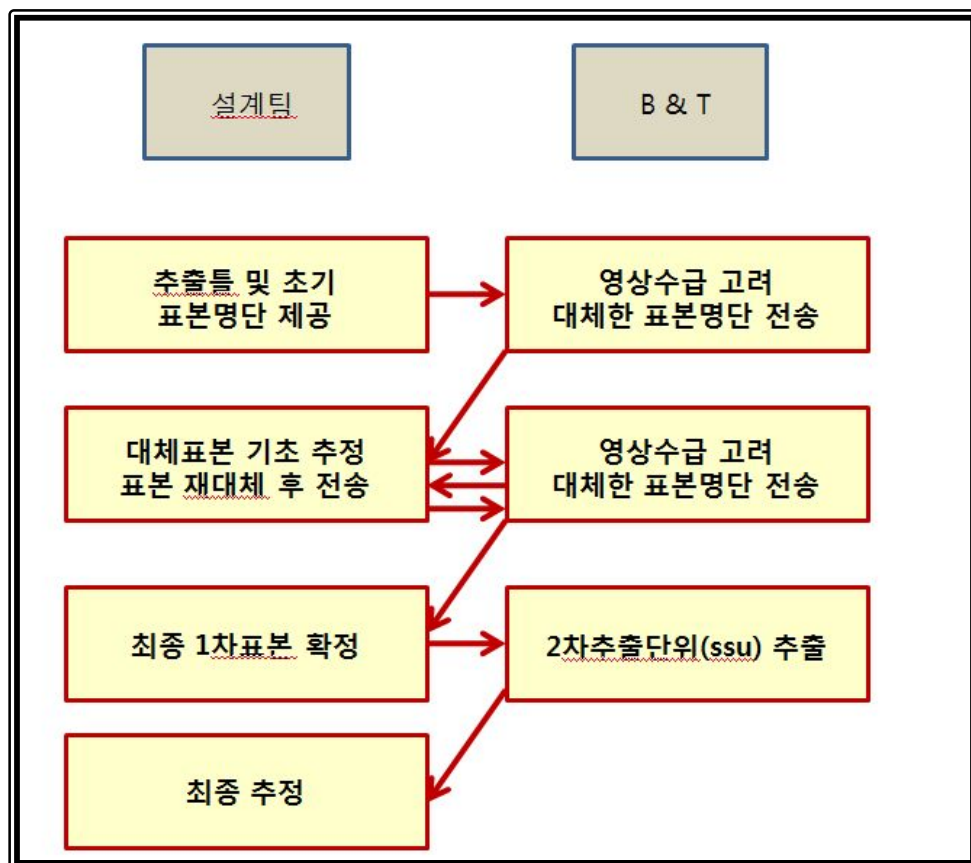 설계팀
B & T
추출틀 및 초기
표본명단 제공
영상수급 고려
대체한 표본명단 전송
대체표본 기초 추정
표본 재대체 후 전송
영상수급 고려
대체한 표본명단 전송
최종 1차표본 확정
2차추출단위(ssu) 추출
최종 추정